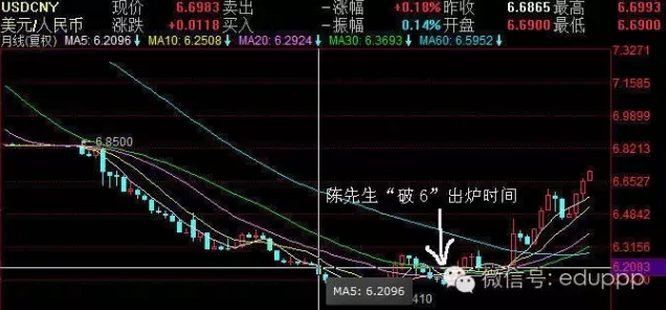 USDCNY 现价 6.6983 卖出 — 涨幅 +0.18% 昨收 6.6865 最高 6.6993
美元/人民币 涨跌 +0.0118 买入 — 振幅 0.14% 开盘 6.6900 最低 6.6900
月线(复权) MA5: 6.2096↓ MA10: 6.2508↓ MA20: 6.2924↓ MA30: 6.3693↓ MA60: 6.5952↓
7.3271
7.1585
6.9899
6.8500
6.8213
陈先生“破6”出炉时间
6.6527
6.4842
6.3156
6.2083
微信号: eduppp
MA5: 6.2096
410